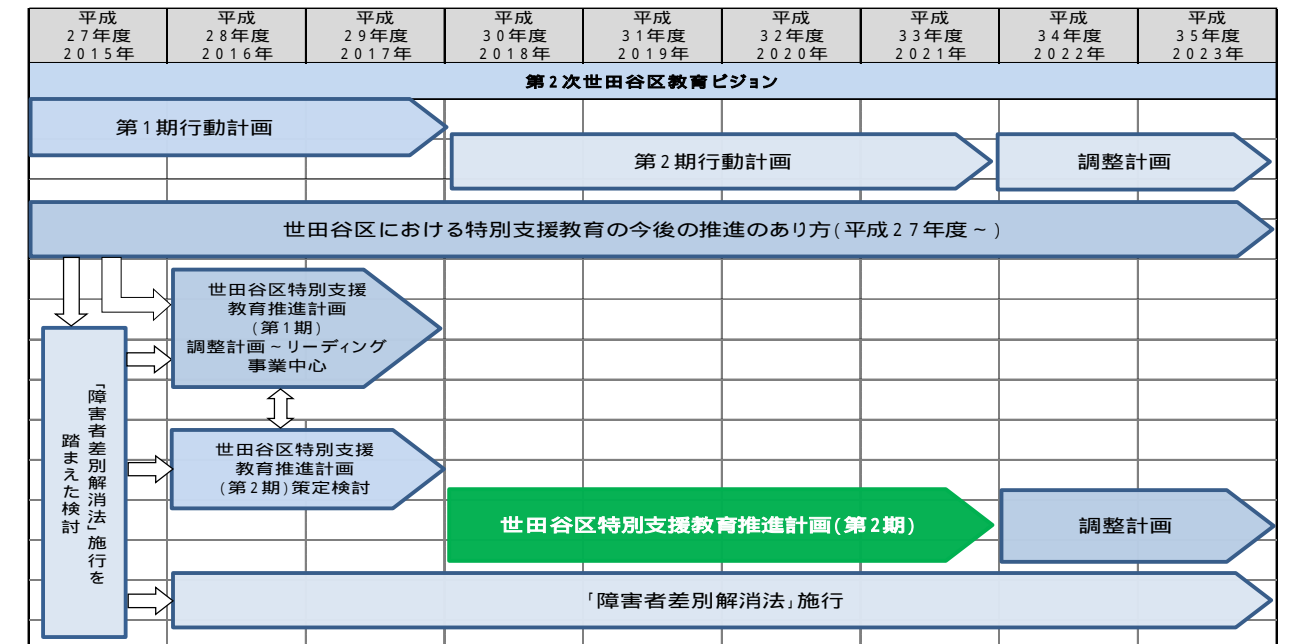 平成
27年度
2015年
平成
28年度
2016年
平成
29年度
2017年
平成
30年度
2018年
平成
31年度
2019年
平成
32年度
2020年
平成
33年度
2021年
平成
34年度
2022年
平成
35年度
2023年
第2次世田谷区教育ビジョン
第1期行動計画
第2期行動計画
調整計画
世田谷区における特別支援教育の今後の推進のあり方(平成27年度~)
世田谷区特別支援
教育推進計画
(第1期)
調整計画~リーディング
事業中心
「障害者差別解消法」施行を
踏まえた検討
世田谷区特別支援
教育推進計画
(第2期)策定検討
世田谷区特別支援教育推進計画(第2期)
調整計画
「障害者差別解消法」施行